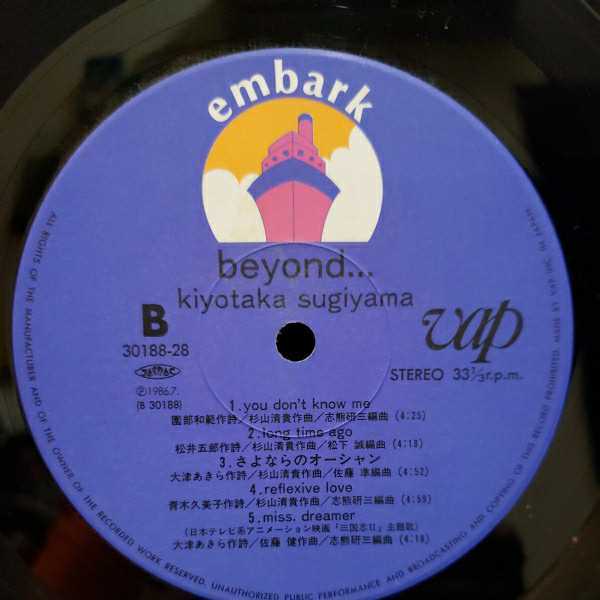 embark
beyond...
kiyotaka sugiyama
B
30188-28
℗1986.7.
(B 30188)
vap
STEREO 33⅓r.p.m.
1.you don't know me
園部和範作詩／杉山清貴作曲／志熊研三編曲 (4:25)
2.long time ago
松井五郎作詩／杉山清貴作曲／松下 誠編曲 (4:18)
3.さよならのオーシャン
大津あきら作詩／杉山清貴作曲／佐藤 準編曲 (4:52)
4.reflexive love
青木久美子作詩／杉山清貴作曲／志熊研三編曲 (4:59)
5.miss. dreamer
(日本テレビ系アニメーション映画「三国志II」主題歌)
大津あきら作詩／佐藤 健作曲／志熊研三編曲 (4:18)
ALL RIGHTS OF THE MANUFACTURER AND OF THE OWNER OF THE RECORDED WORK RESERVED. UNAUTHORIZED PUBLIC PERFORMANCE AND BROADCASTING AND COPYING OF THIS RECORD
IN JAPAN.